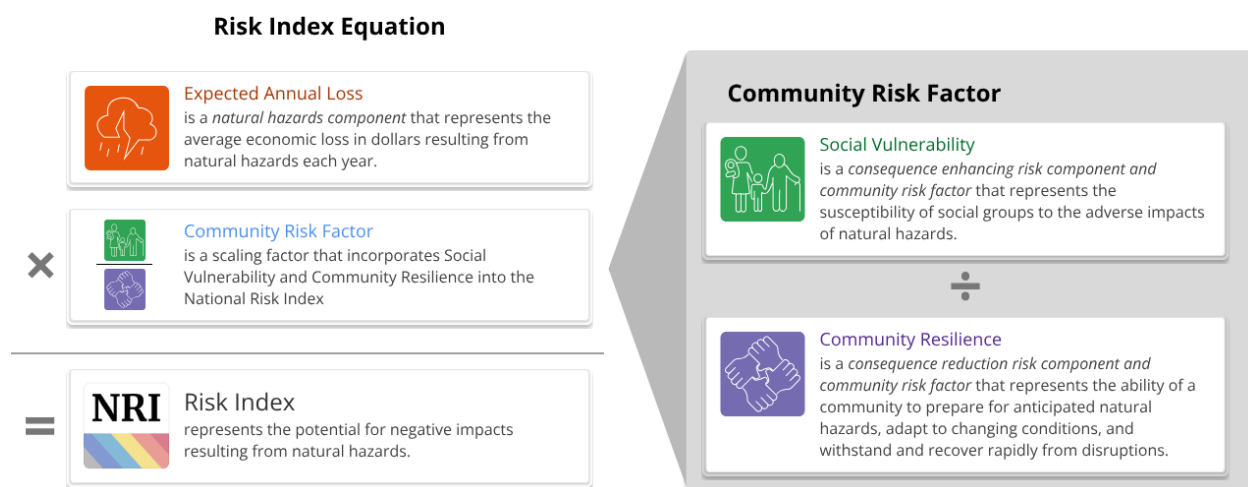 Risk Index Equation
Expected Annual Loss
is a natural hazards component that represents the
average economic loss in dollars resulting from
natural hazards each year.
×
Community Risk Factor
is a scaling factor that incorporates Social
Vulnerability and Community Resilience into the
National Risk Index
=
NRI
Risk Index
represents the potential for negative impacts
resulting from natural hazards.
Community Risk Factor
Social Vulnerability
is a consequence enhancing risk component and
community risk factor that represents the
susceptibility of social groups to the adverse impacts
of natural hazards.
÷
Community Resilience
is a consequence reduction risk component and
community risk factor that represents the ability of a
community to prepare for anticipated natural
hazards, adapt to changing conditions, and
withstand and recover rapidly from disruptions.